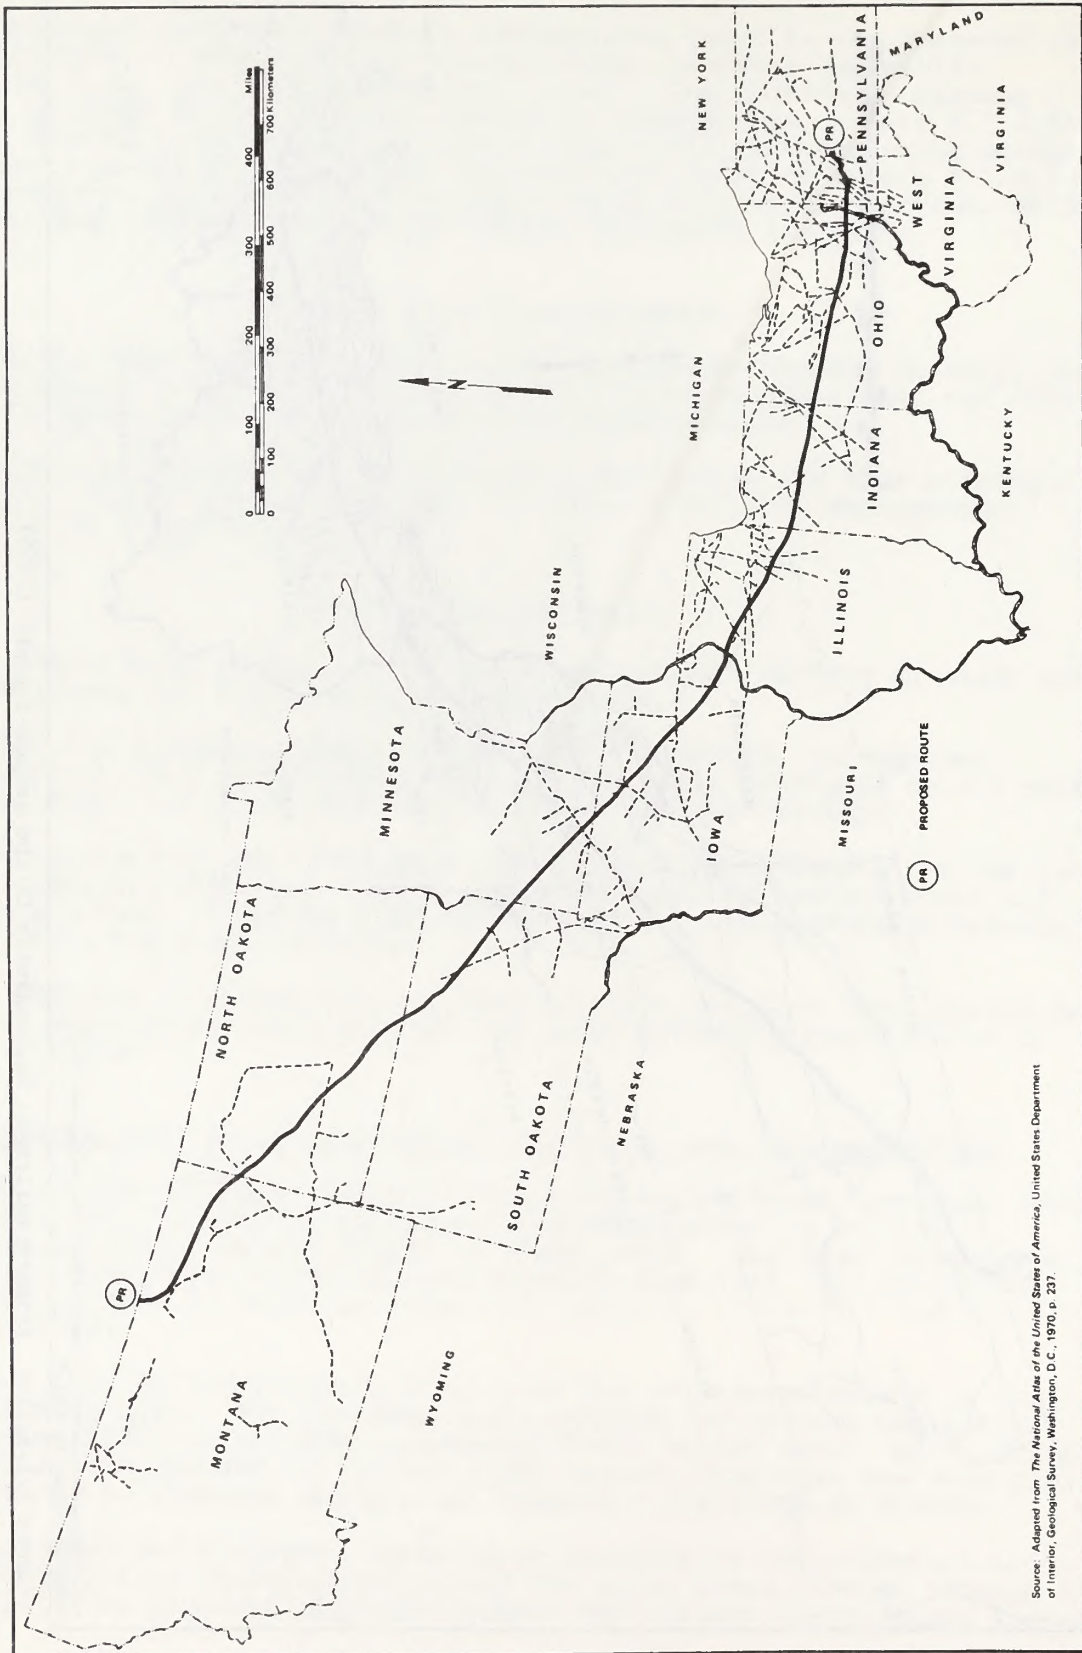 Miles
0 100 200 300 400
0 100 200 300 400 500 600 700 Kilometers
N
NEW YORK
PENNSYLVANIA
MARYLAND
PR
WEST
VIRGINIA
VIRGINIA
OHIO
MICHIGAN
INDIANA
KENTUCKY
ILLINOIS
WISCONSIN
MINNESOTA
IOWA
MISSOURI
PR PROPOSED ROUTE
NORTH OAKOTA
SOUTH OAKOTA
NEBRASKA
PR
MONTANA
WYOMING
Source: Adapted from The National Atlas of the United States of America, United States Department
of Interior, Geological Survey, Washington, D.C., 1970, p. 237.